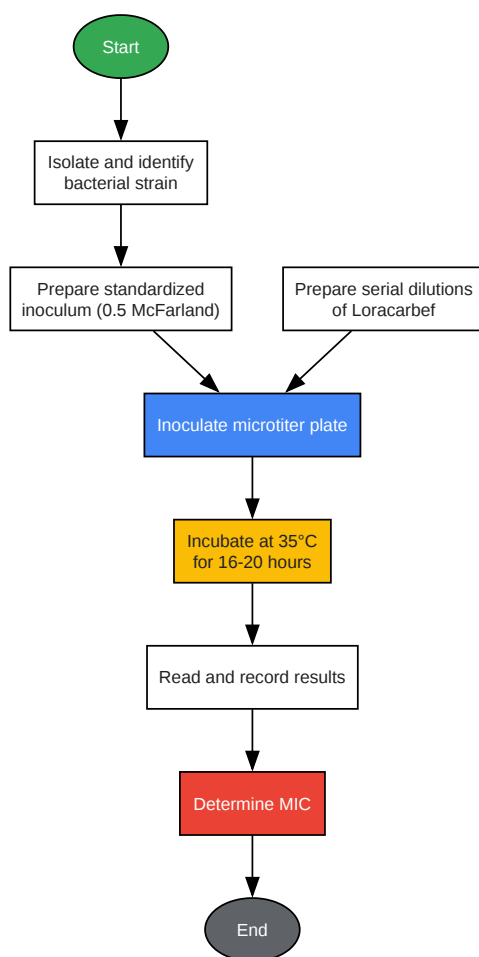 Start
Isolate and identify
bacterial strain
Prepare standardized
inoculum (0.5 McFarland)
Prepare serial dilutions
of Loracarbef
Inoculate microtiter plate
Incubate at 35°C
for 16-20 hours
Read and record results
Determine MIC
End